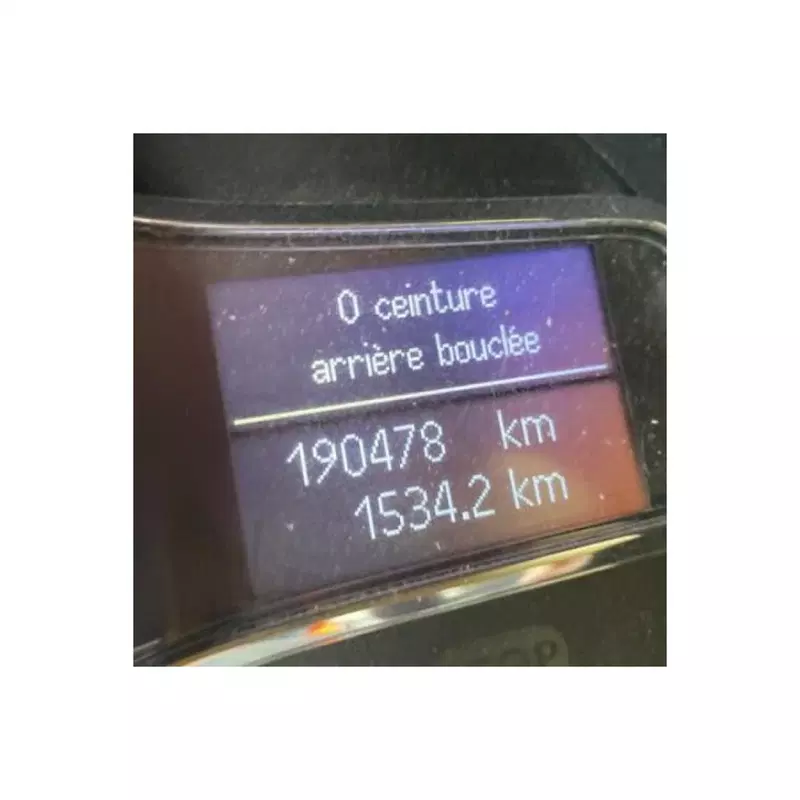 0 ceinture
arrière bouclée
190478 km
1534.2 km